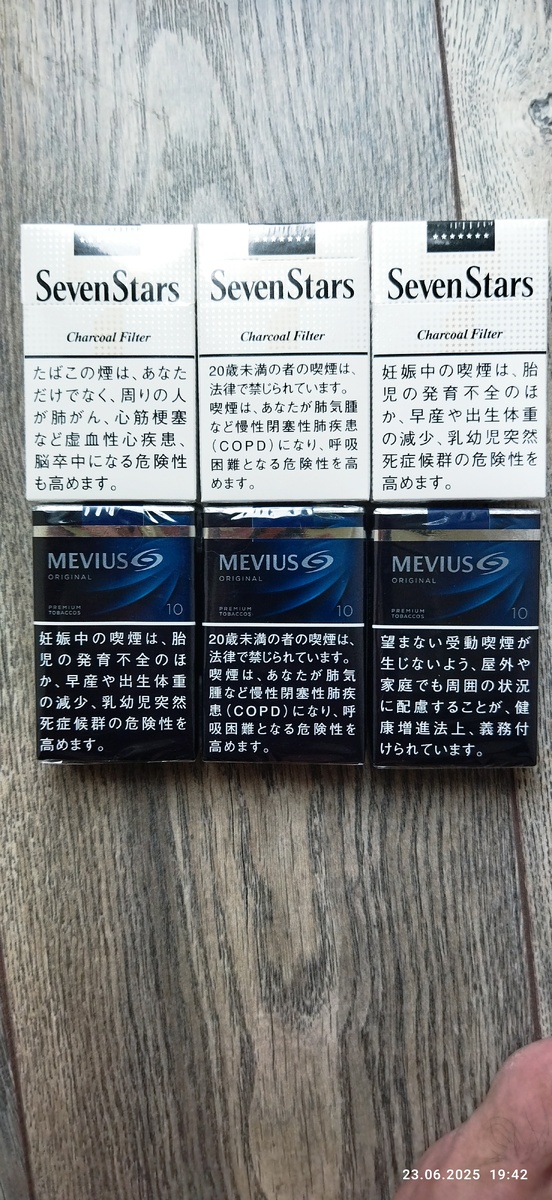 SevenStars
Charcoal Filter
たばこの煙は、あなた
だけでなく、周りの人
が肺がん、心筋梗塞
など虚血性心疾患、
脳卒中になる危険性
も高めます。
SevenStars
Charcoal Filter
20歳未満の者の喫煙は、
法律で禁じられています。
喫煙は、あなたが肺気腫
など慢性閉塞性肺疾患
(COPD)になり、呼吸
困難となる危険性を高
めます。
SevenStars
Charcoal Filter
妊娠中の喫煙は、胎
児の発育不全のほ
か、早産や出生体重
の減少、乳幼児突然
死症候群の危険性を
高めます。
MEVIUS
ORIGINAL
PREMIUM
TOBACCOS
10
妊娠中の喫煙は、胎
児の発育不全のほ
か、早産や出生体重
の減少、乳幼児突然
死症候群の危険性を
高めます。
MEVIUS
ORIGINAL
PREMIUM
TOBACCOS
10
20歳未満の者の喫煙は、
法律で禁じられています。
喫煙は、あなたが肺気
腫など慢性閉塞性肺疾
患(COPD)になり、呼
吸困難となる危険性を
高めます。
MEVIUS
ORIGINAL
PREMIUM
TOBACCOS
10
望まない受動喫煙が
生じないよう、屋外や
家庭でも周囲の状況
に配慮することが、健
康増進法上、義務付
けられています。
23.06.2025 19:42